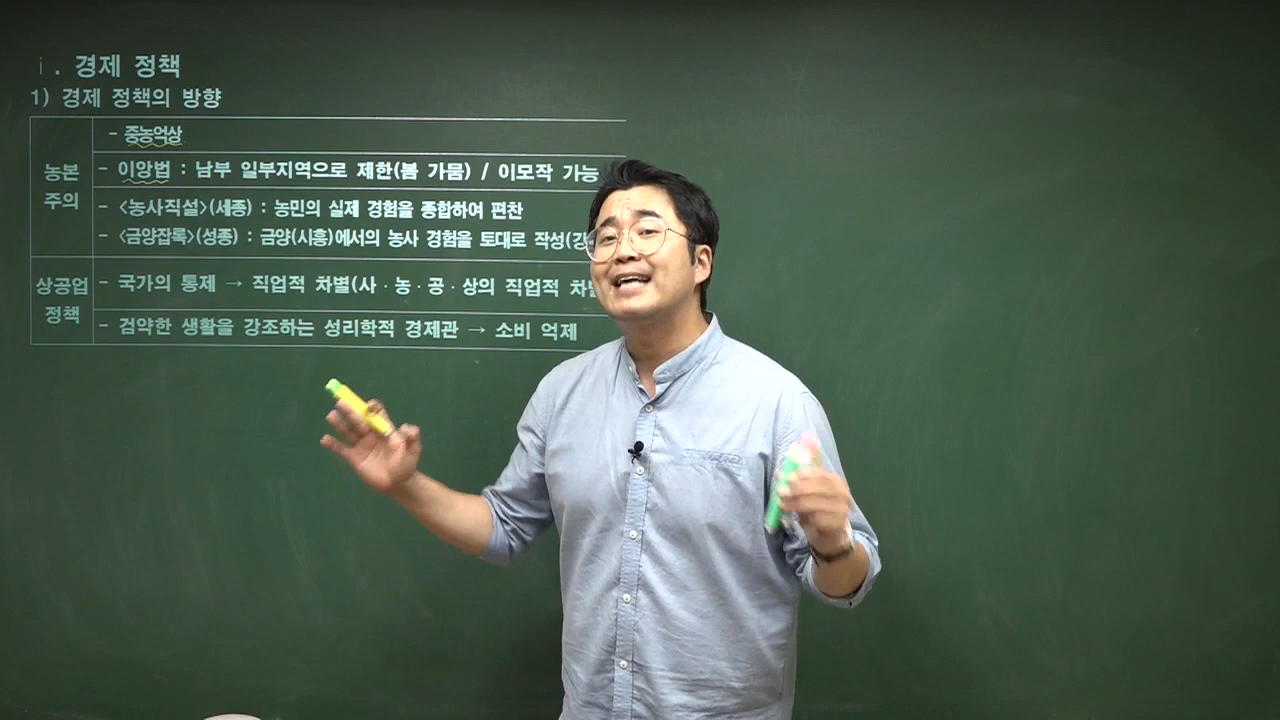 i. 경제 정책
1) 경제 정책의 방향
농본
주의
- 중농억상
- 이앙법 : 남부 일부지역으로 제한(봄 가뭄) / 이모작 가능
- <농사직설>(세종) : 농민의 실제 경험을 종합하여 편찬
- <금양잡록>(성종) : 금양(시흥)에서의 농사 경험을 토대로 작성(강
상공업
정책
- 국가의 통제 → 직업적 차별(사·농·공·상의 직업적
- 검약한 생활을 강조하는 성리학적 경제관 → 소비 억제